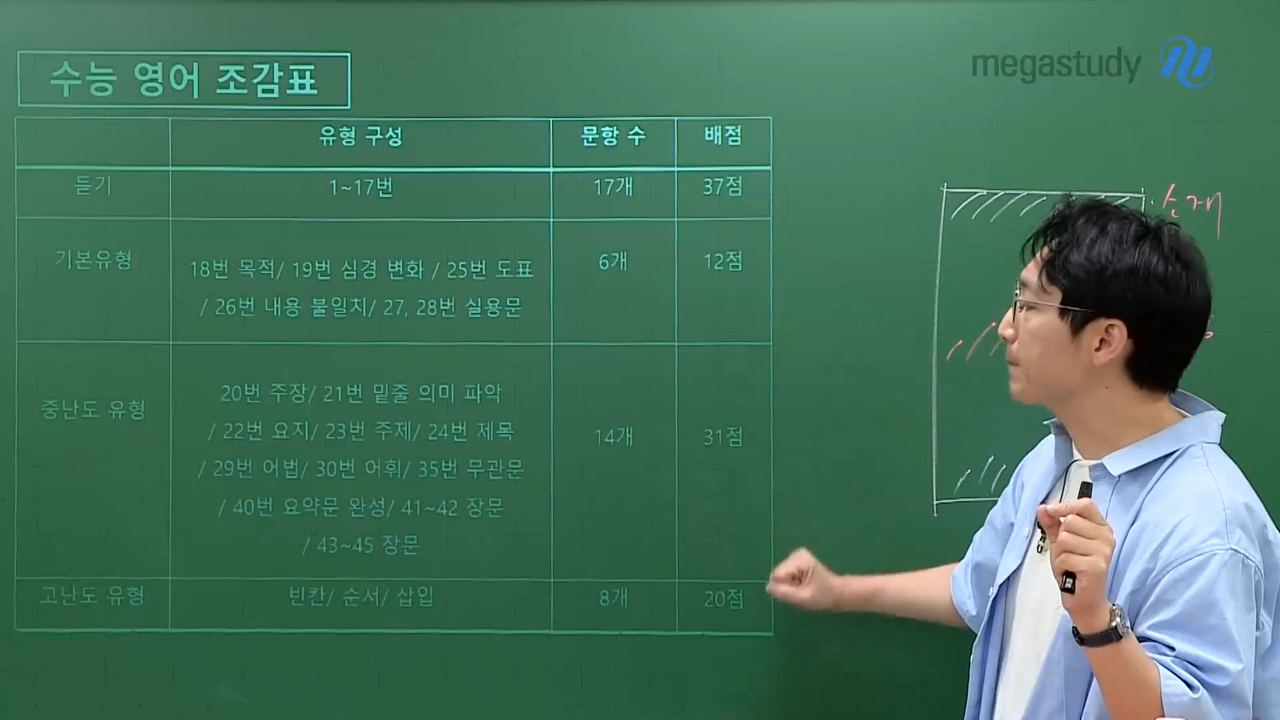 수능 영어 조감표
megastudy
유형 구성 문항 수 배점
듣기 1~17번 17개 37점
기본유형 18번 목적/ 19번 심경 변화 / 25번 도표 6개 12점
/ 26번 내용 불일치/ 27, 28번 실용문
중난도 유형 20번 주장/ 21번 밑줄 의미 파악 14개 31점
/ 22번 요지/ 23번 주제/ 24번 제목
/ 29번 어법/ 30번 어휘/ 35번 무관문
/ 40번 요약문 완성/ 41~42 장문
/ 43~45 장문
고난도 유형 빈칸/ 순서/ 삽입 8개 20점
소재